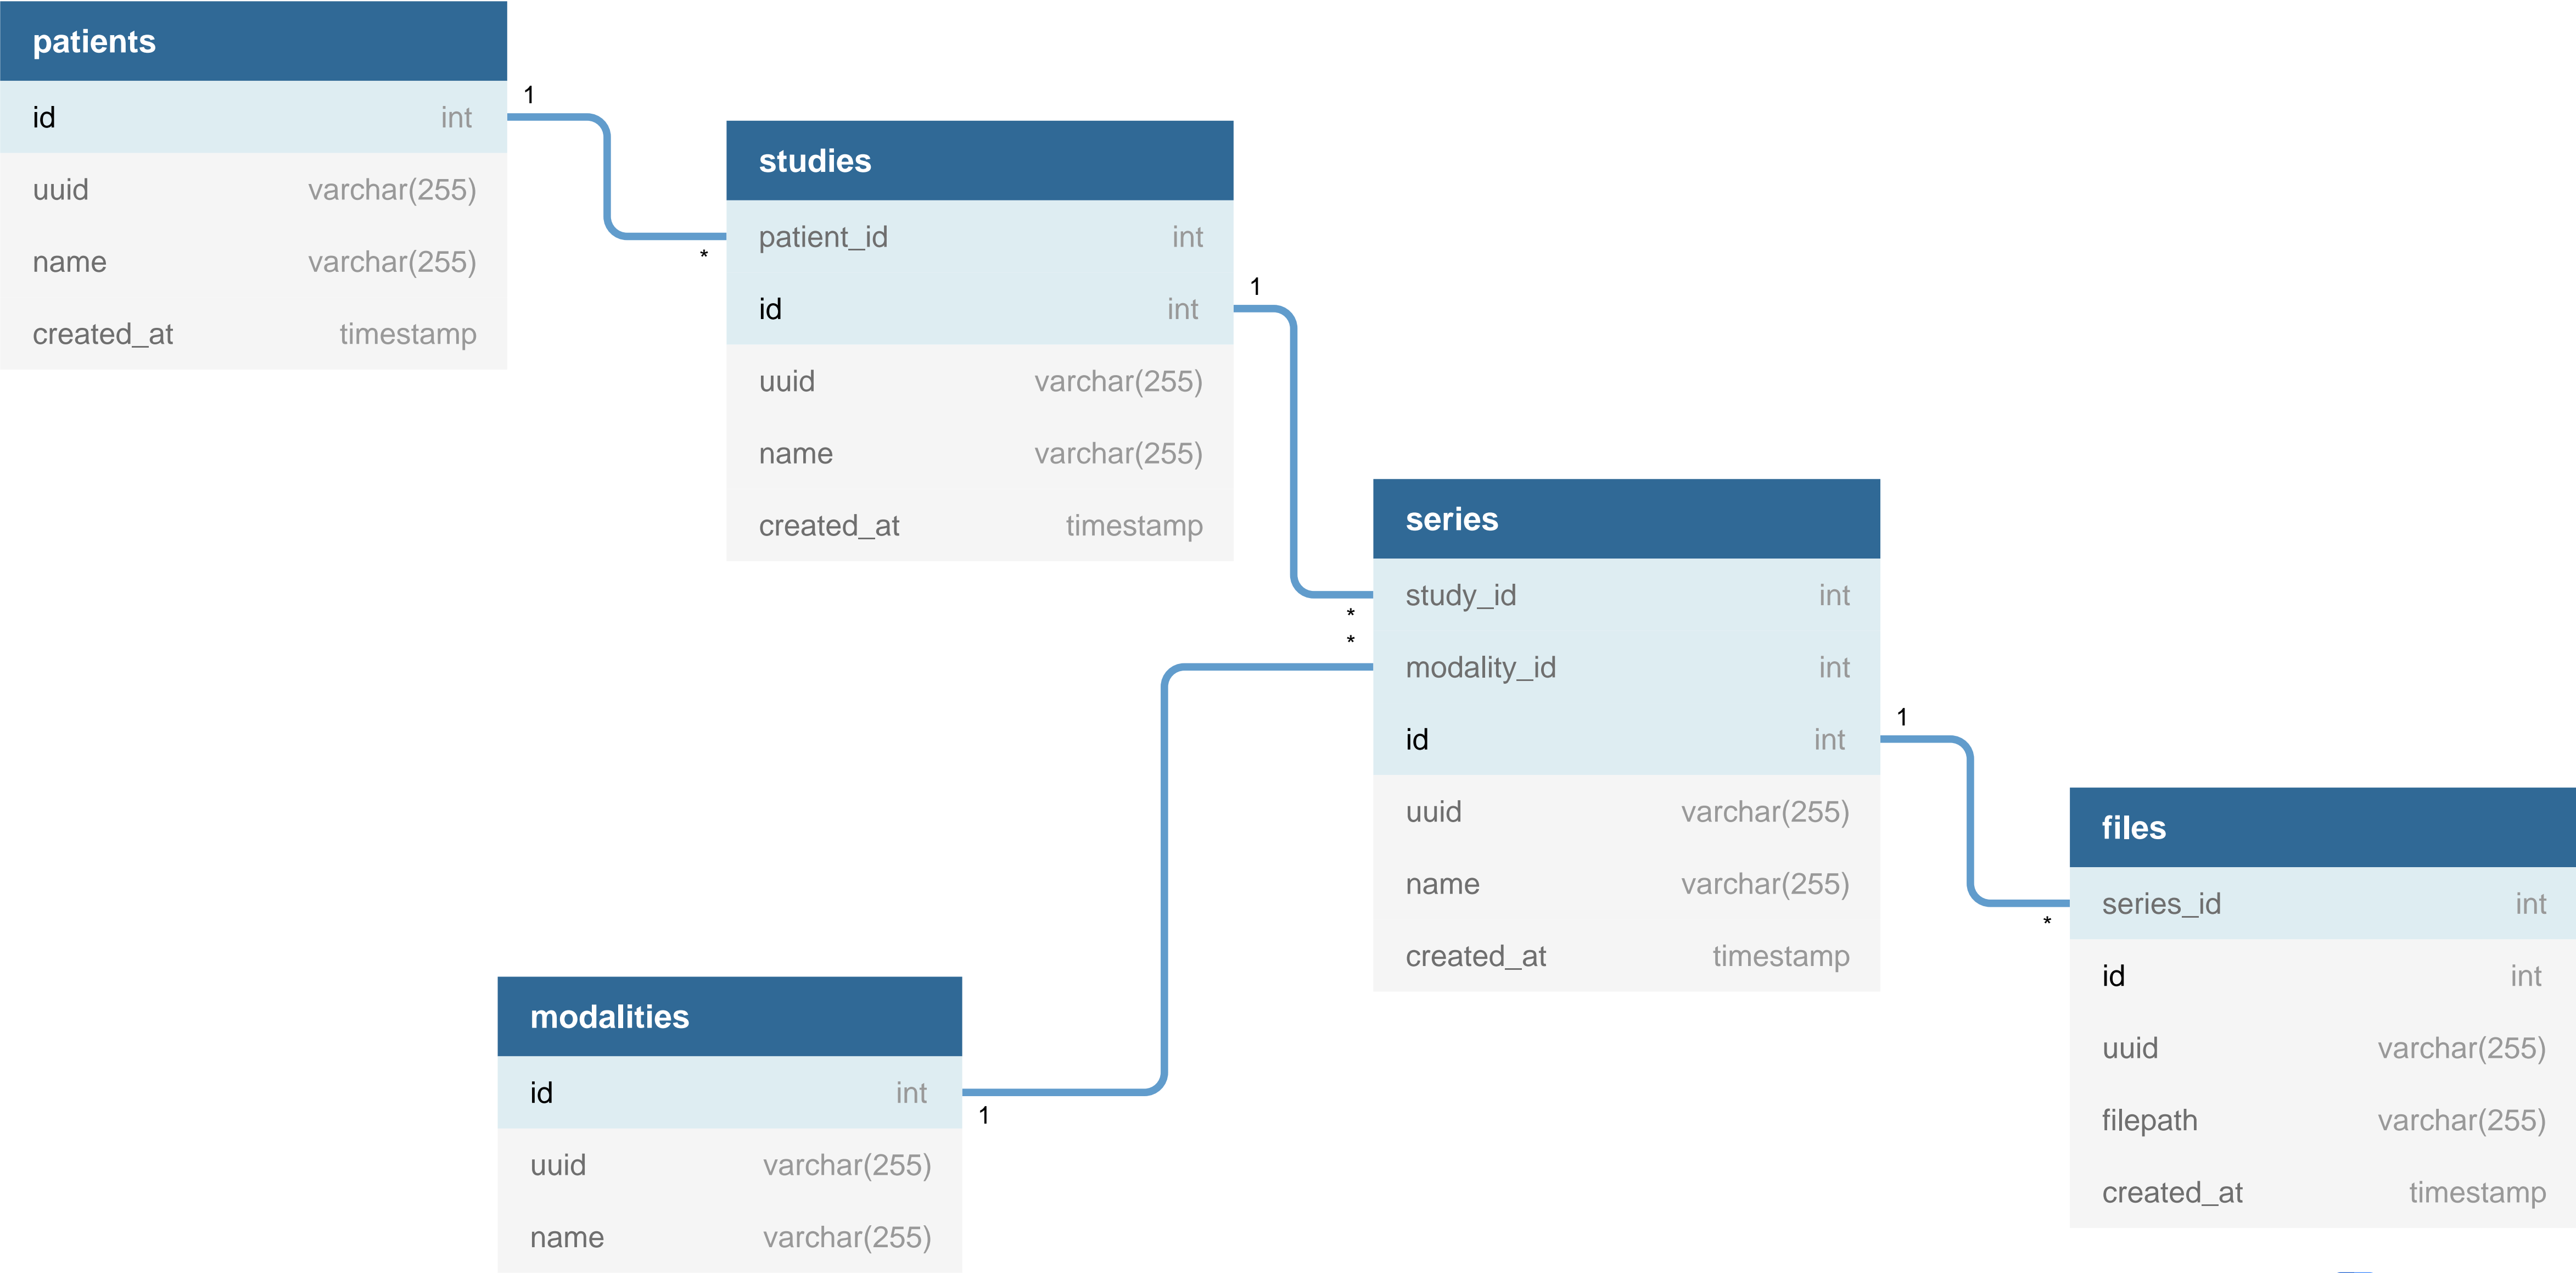 patients
id int
uuid varchar(255)
name varchar(255)
created_at timestamp
1
*
studies
patient_id int
id int
uuid varchar(255)
name varchar(255)
created_at timestamp
1
*
*
series
study_id int
modality_id int
id int
uuid varchar(255)
name varchar(255)
created_at timestamp
1
*
files
series_id int
id int
uuid varchar(255)
filepath varchar(255)
created_at timestamp
modalities
id int
1
uuid varchar(255)
name varchar(255)